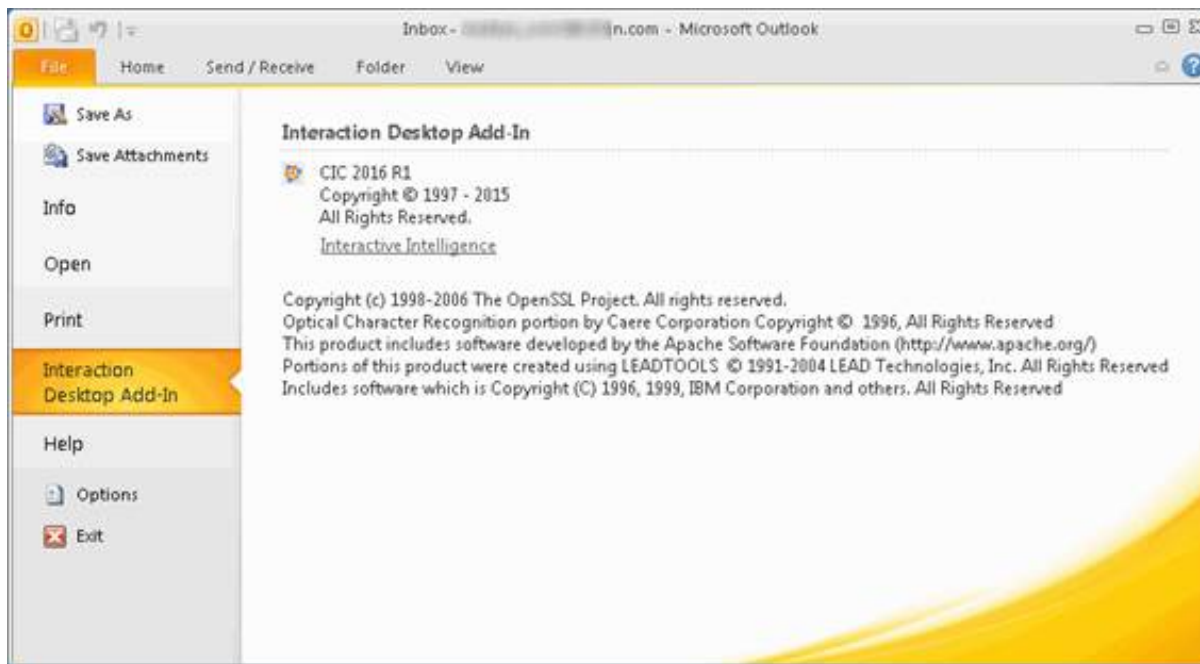 Inbox - n.com - Microsoft Outlook
File Home Send / Receive Folder View
Save As
Save Attachments
Info
Open
Print
Interaction
Desktop Add-In
Help
Options
Exit
Interaction Desktop Add-In
CIC 2016 R1
Copyright © 1997 - 2015
All Rights Reserved.
Interactive Intelligence
Copyright (c) 1998-2006 The OpenSSL Project. All rights reserved.
Optical Character Recognition portion by Caere Corporation Copyright © 1996, All Rights Reserved
This product includes software developed by the Apache Software Foundation (http://www.apache.org/)
Portions of this product were created using LEADTOOLS © 1991-2004 LEAD Technologies, Inc. All Rights Reserved
Includes software which is Copyright (C) 1996, 1999, IBM Corporation and others. All Rights Reserved